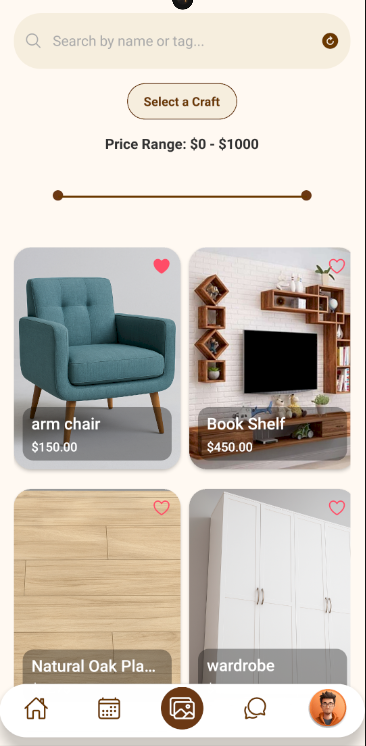 Search by name or tag...
Select a Craft
Price Range: $0 - $1000
arm chair
$150.00
Book Shelf
$450.00
Natural Oak Pla...
wardrobe